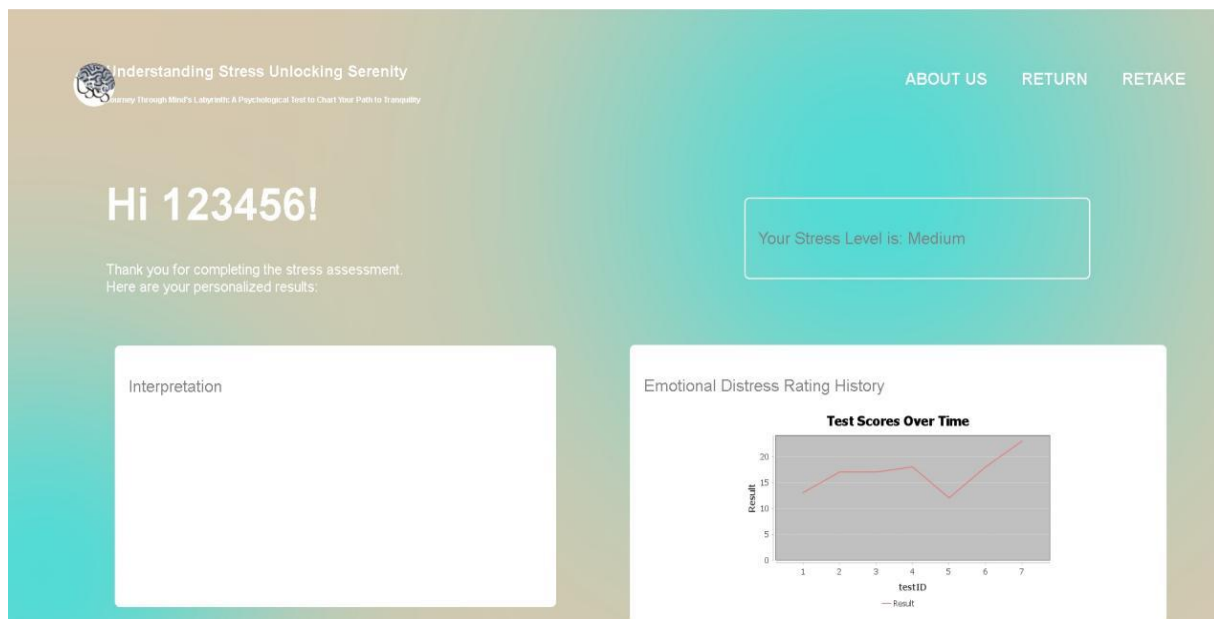 Understanding Stress Unlocking Serenity
Journey Through Mind's Labyrinth: A Psychological Test to Chart Your Path to Tranquility
ABOUT US RETURN RETAKE
Hi 123456!
Your Stress Level is: Medium
Thank you for completing the stress assessment.
Here are your personalized results:
Interpretation
Emotional Distress Rating History
Test Scores Over Time
Result
20
15
10
5
0
1 2 3 4 5 6 7
testID
Result